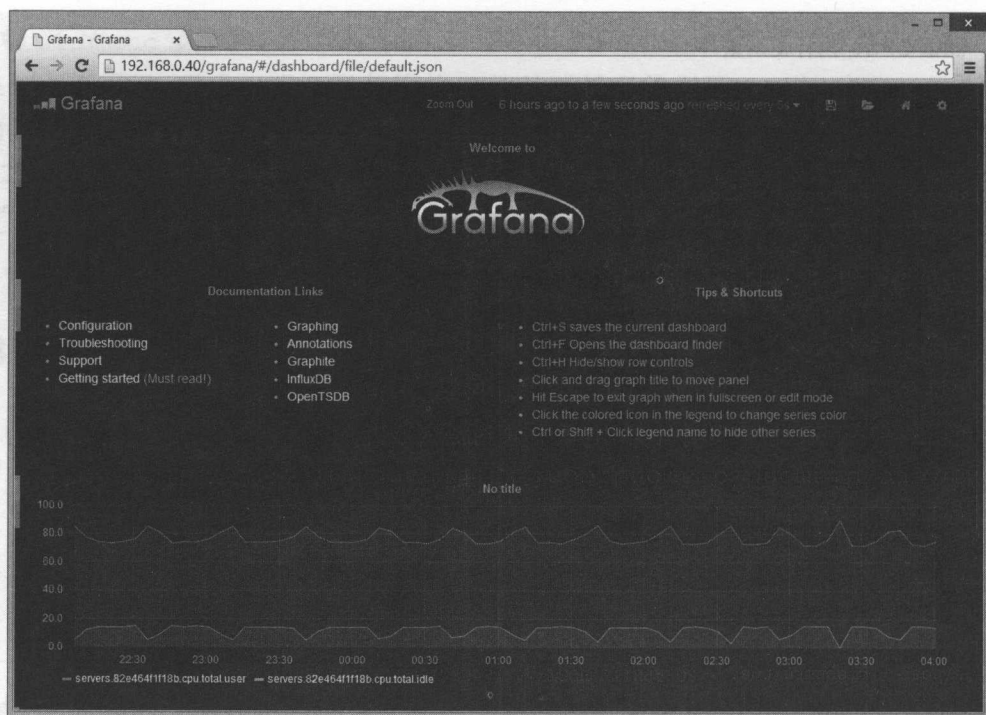 Grafana - Grafana
192.168.0.40/grafana/#/dashboard/file/default.json
Grafana
Zoom Out 6 hours ago to a few seconds ago refreshed every 5s
Welcome to
Grafana
Documentation Links
Configuration
Troubleshooting
Support
Getting started (Must read!)
Graphing
Annotations
Graphite
InfluxDB
OpenTSDB
Tips & Shortcuts
Ctrl+S saves the current dashboard
Ctrl+F Opens the dashboard finder
Ctrl+H Hide/show row controls
Click and drag graph title to move panel
Hit Escape to exit graph when in fullscreen or edit mode
Click the colored icon in the legend to change series color
Ctrl or Shift + Click legend name to hide other series
No title
100.0
80.0
60.0
40.0
20.0
0.0
22:30 23:00 23:30 00:00 00:30 01:00 01:30 02:00 02:30 03:00 03:30 04:00
servers.82e464f1f18b.cpu.total.user servers.82e464f1f18b.cpu.total.idle